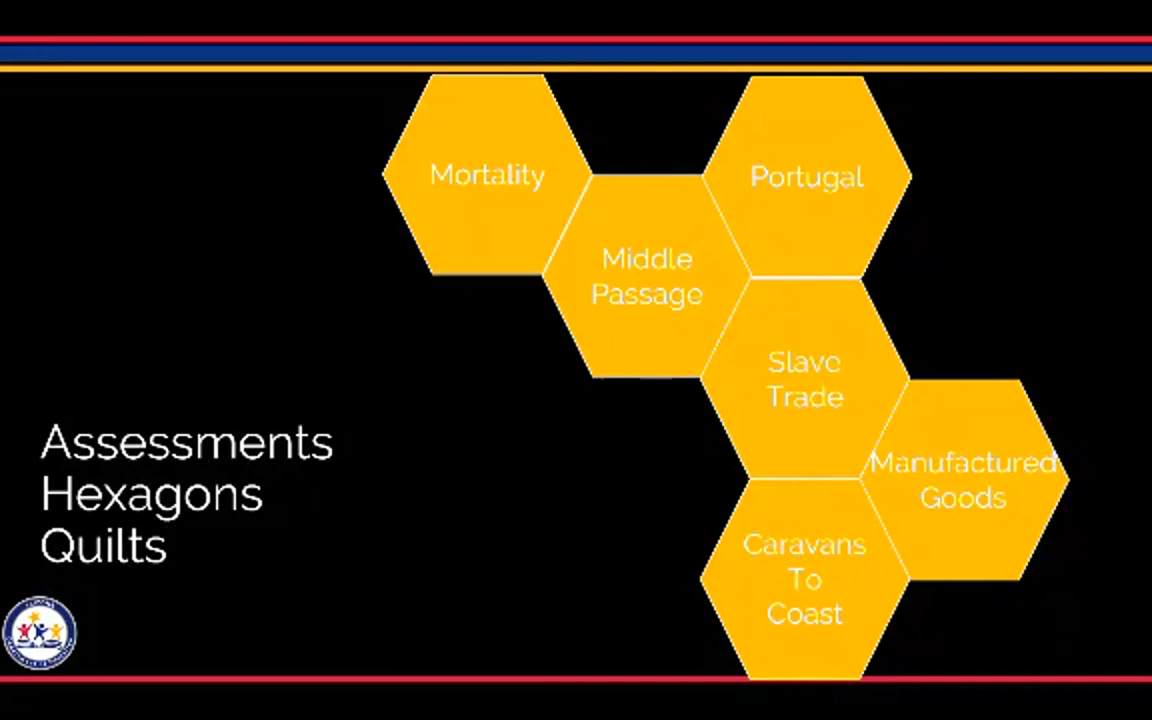 Mortality
Portugal
Middle
Passage
Slave
Trade
Manufactured
Goods
Caravans
To
Coast
Assessments
Hexagons
Quilts